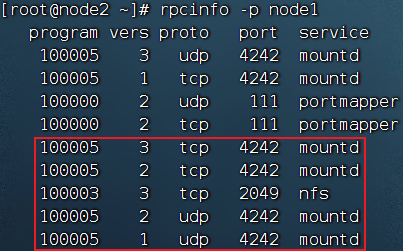 [root@node2 ~]# rpcinfo -p node1
program vers proto port service
100005 3 udp 4242 mountd
100005 1 tcp 4242 mountd
100000 2 udp 111 portmapper
100000 2 tcp 111 portmapper
100005 3 tcp 4242 mountd
100005 2 tcp 4242 mountd
100003 3 tcp 2049 nfs
100005 2 udp 4242 mountd
100005 1 udp 4242 mountd